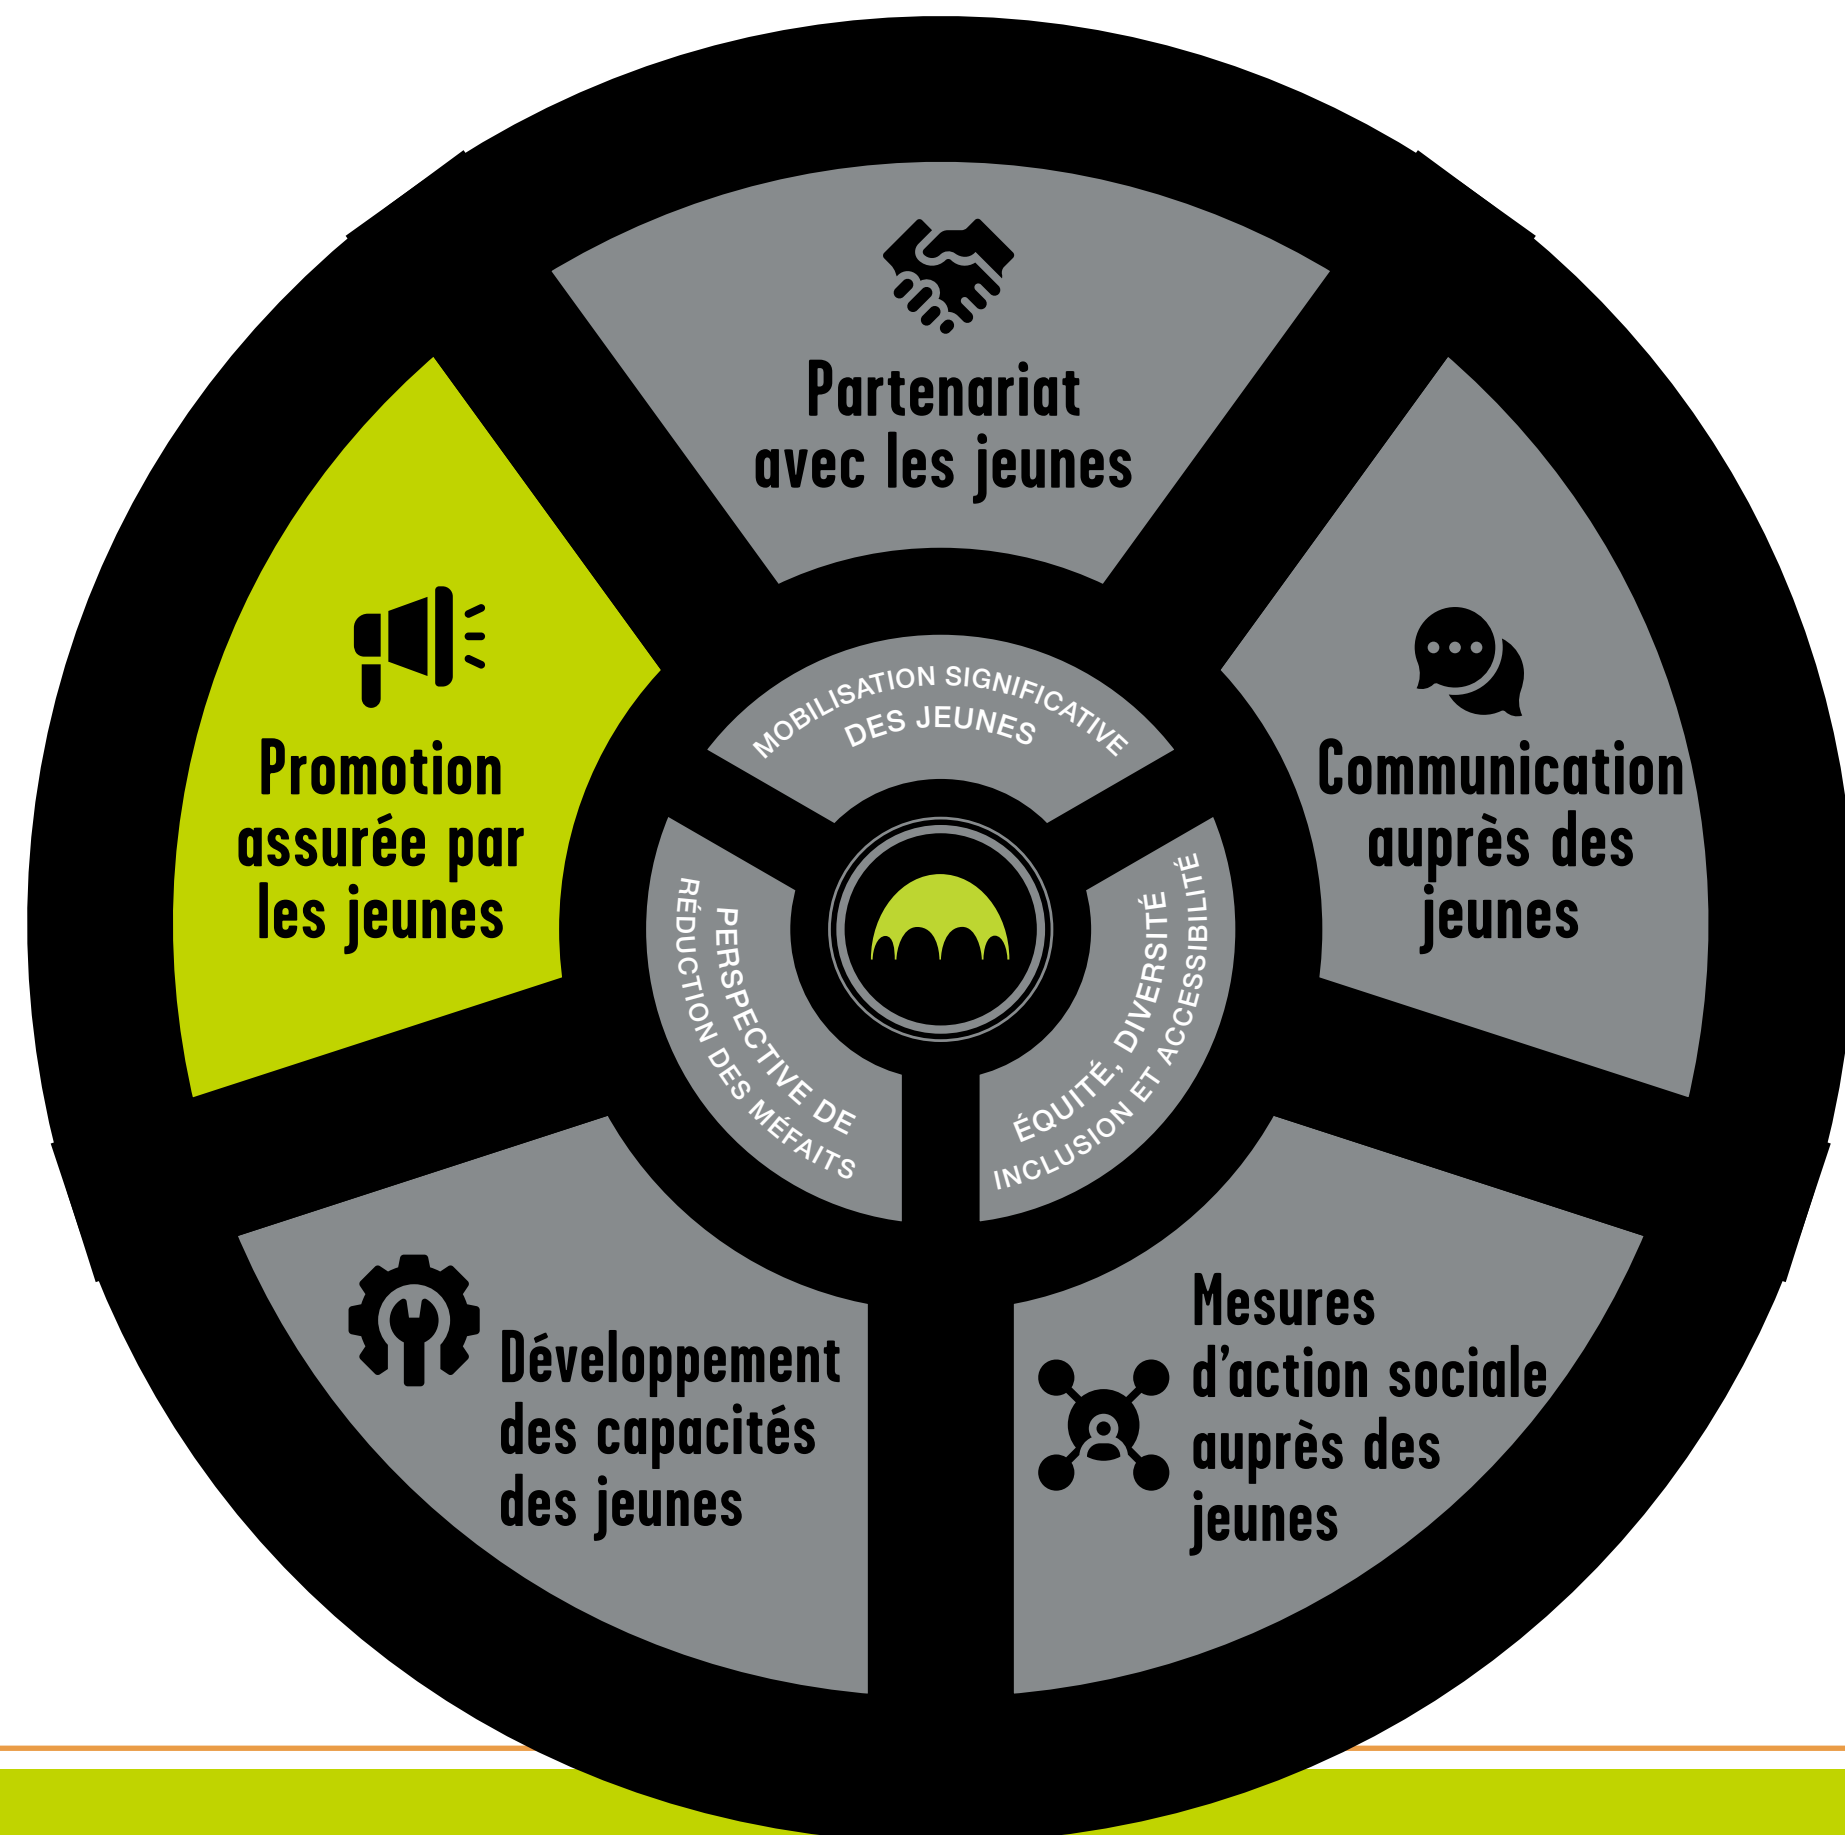 Partenariat
avec les jeunes
Communication
auprès des
jeunes
Mesures
d'action sociale
auprès des
jeunes
Développement
des capacités
des jeunes
Promotion
assurée par
les jeunes
MOBILISATION SIGNIFICATIVE
DES JEUNES
ÉQUITÉ, DIVERSITÉ
INCLUSION ET ACCESSIBILITÉ
PERSPECTIVE DE
RÉDUCTION DES MÉFAITS